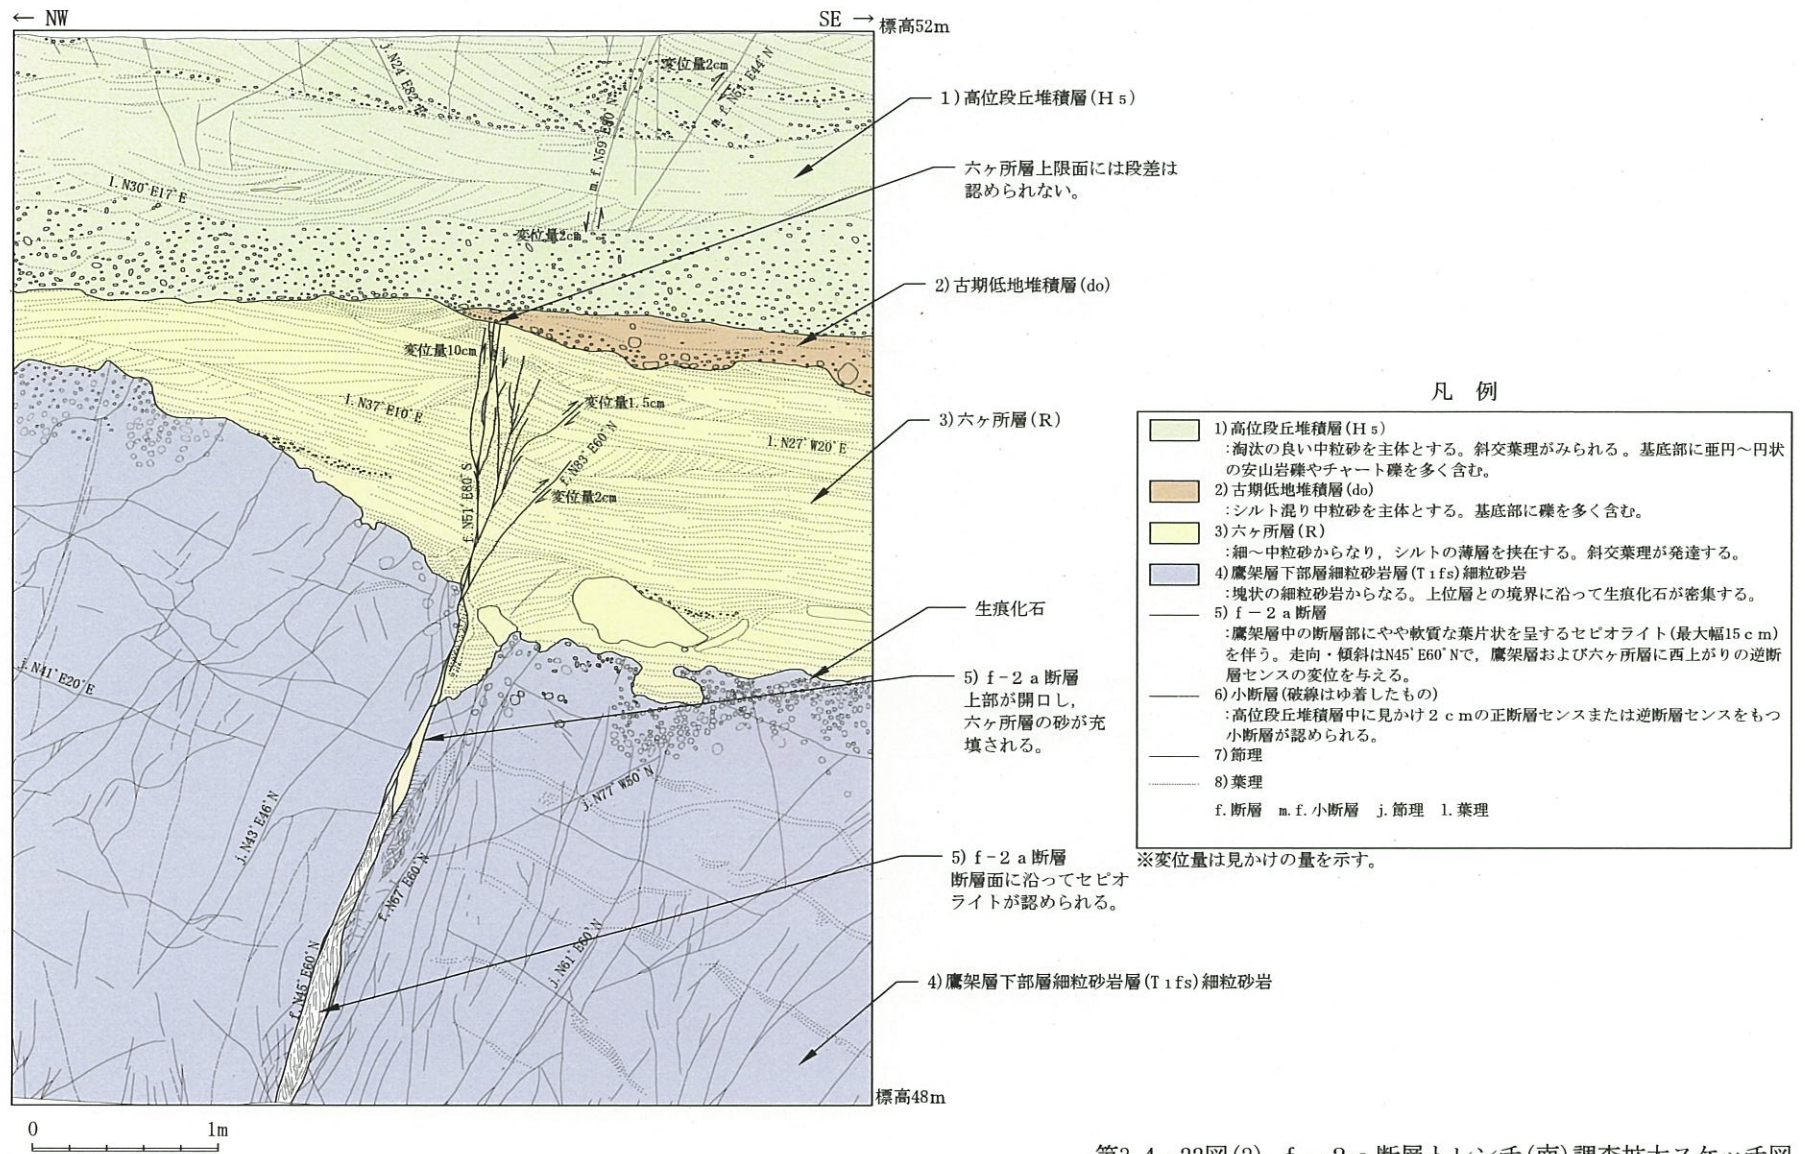 ← NW
SE →
標高52m
j.N24°E82°
変位量2cm
m.f.N61°E44°N
m.f.N59°E80°N
1)高位段丘堆積層(H5)
六ヶ所層上限面には段差は
認められない。
l.N30°E17°E
変位量2cm
2)古期低地堆積層(do)
変位量10cm
変位量1.5cm
l.N37°E10°E
f.N83°E60°N
l.N27°W20°E
3)六ヶ所層(R)
f.N51°E80°S
変位量2cm
生痕化石
j.N41°E20°E
5)f-2a断層
上部が開口し,
六ヶ所層の砂が充
填される。
j.N77°W50°N
j.N43°E46°N
f.N67°E60°N
5)f-2a断層
断層面に沿ってセピオ
ライトが認められる。
f.N45°E60°N
j.N61°E60°N
4)鷹架層下部層細粒砂岩層(T1fs)細粒砂岩
標高48m
0 1m
凡 例
1)高位段丘堆積層(H5)
:淘汰の良い中粒砂を主体とする。斜交葉理がみられる。基底部に亜円～円状
の安山岩礫やチャート礫を多く含む。
2)古期低地堆積層(do)
:シルト混り中粒砂を主体とする。基底部に礫を多く含む。
3)六ヶ所層(R)
:細～中粒砂からなり,シルトの薄層を挟在する。斜交葉理が発達する。
4)鷹架層下部層細粒砂岩層(T1fs)細粒砂岩
:塊状の細粒砂岩からなる。上位層との境界に沿って生痕化石が密集する。
5)f-2a断層
:鷹架層中の断層部にやや軟質な葉片状を呈するセピオライト(最大幅15cm)
を伴う。走向・傾斜はN45°E60°Nで,鷹架層および六ヶ所層に西上がりの逆断
層センスの変位を与える。
6)小断層(破線はゆ着したもの)
:高位段丘堆積層中に見かけ2cmの正断層センスまたは逆断層センスをもつ
小断層が認められる。
7)節理
8)葉理
f.断層 m.f.小断層 j.節理 l.葉理
※変位量は見かけの量を示す。